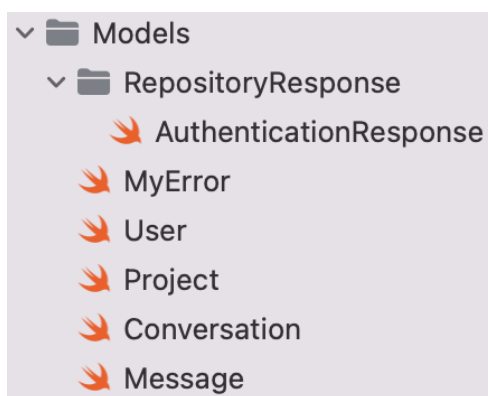 Models
RepositoryResponse
AuthenticationResponse
MyError
User
Project
Conversation
Message